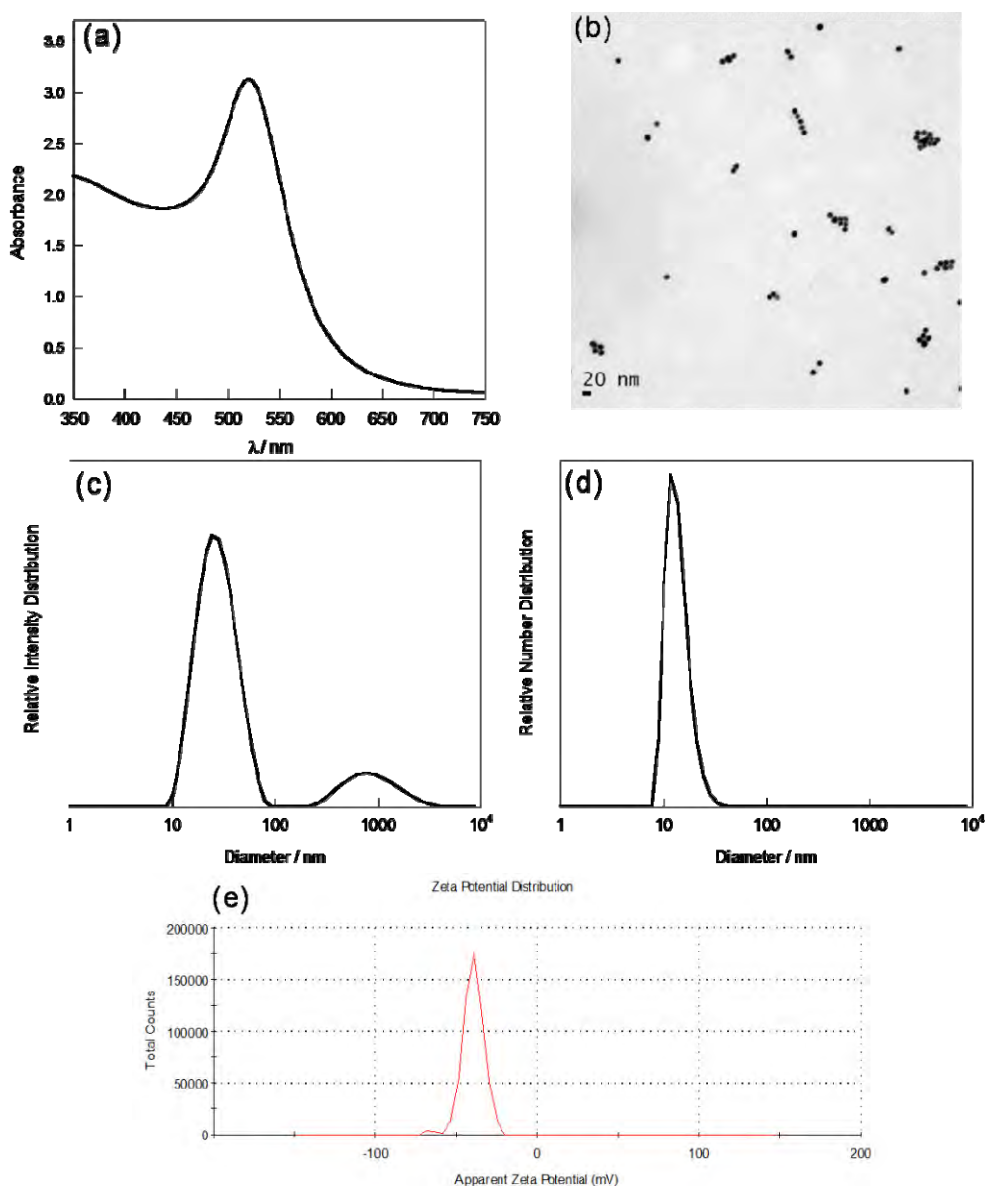 (a)
3.5
3.0
2.5
2.0
1.5
1.0
0.5
0.0
Absorbance
350 400 450 500 550 600 650 700 750
λ / nm
(b)
20 nm
(c)
Relative Intensity Distribution
1 10 100 1000 10⁴
Diameter / nm
(d)
Relative Number Distribution
1 10 100 1000 10⁴
Diameter / nm
(e)
Zeta Potential Distribution
200000
150000
100000
50000
0
Total Counts
-100 0 100 200
Apparent Zeta Potential (mV)